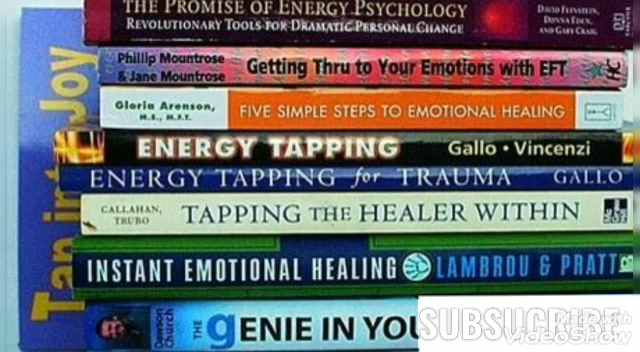 THE PROMISE OF ENERGY PSYCHOLOGY
REVOLUTIONARY TOOLS FOR DRAMATIC PERSONAL CHANGE
DAVID FEINSTEIN,
DONNA EDEN,
AND GARY CRAIG
Phillip Mountrose
& Jane Mountrose
Getting Thru to Your Emotions with EFT
HC
Gloria Arenson,
M.S., M.F.T.
FIVE SIMPLE STEPS TO EMOTIONAL HEALING
ENERGY TAPPING
Gallo • Vincenzi
ENERGY TAPPING for TRAUMA
GALLO
CALLAHAN,
TRUBO
TAPPING THE HEALER WITHIN
INSTANT EMOTIONAL HEALING
LAMBROU & PRATT
Dawson
Church
THE gENIE IN YOU
Joy
SUBSUCRIBE
VideoShow